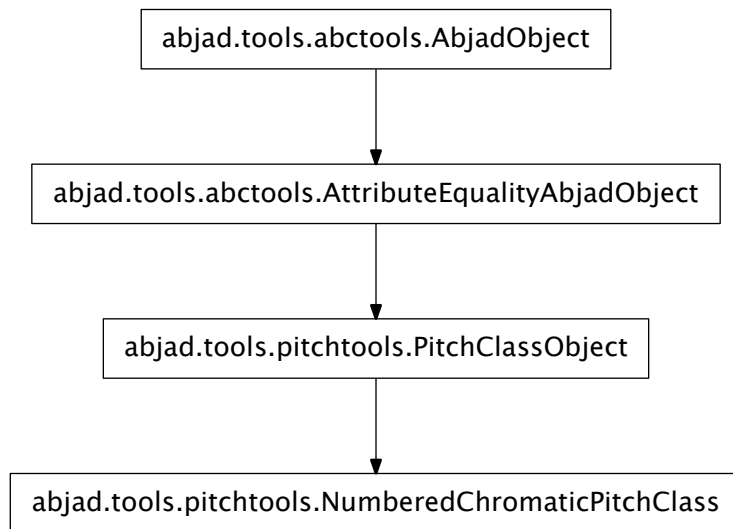 abjad.tools.abctools.AbjadObject
abjad.tools.abctools.AttributeEqualityAbjadObject
abjad.tools.pitchtools.PitchClassObject
abjad.tools.pitchtools.NumberedChromaticPitchClass